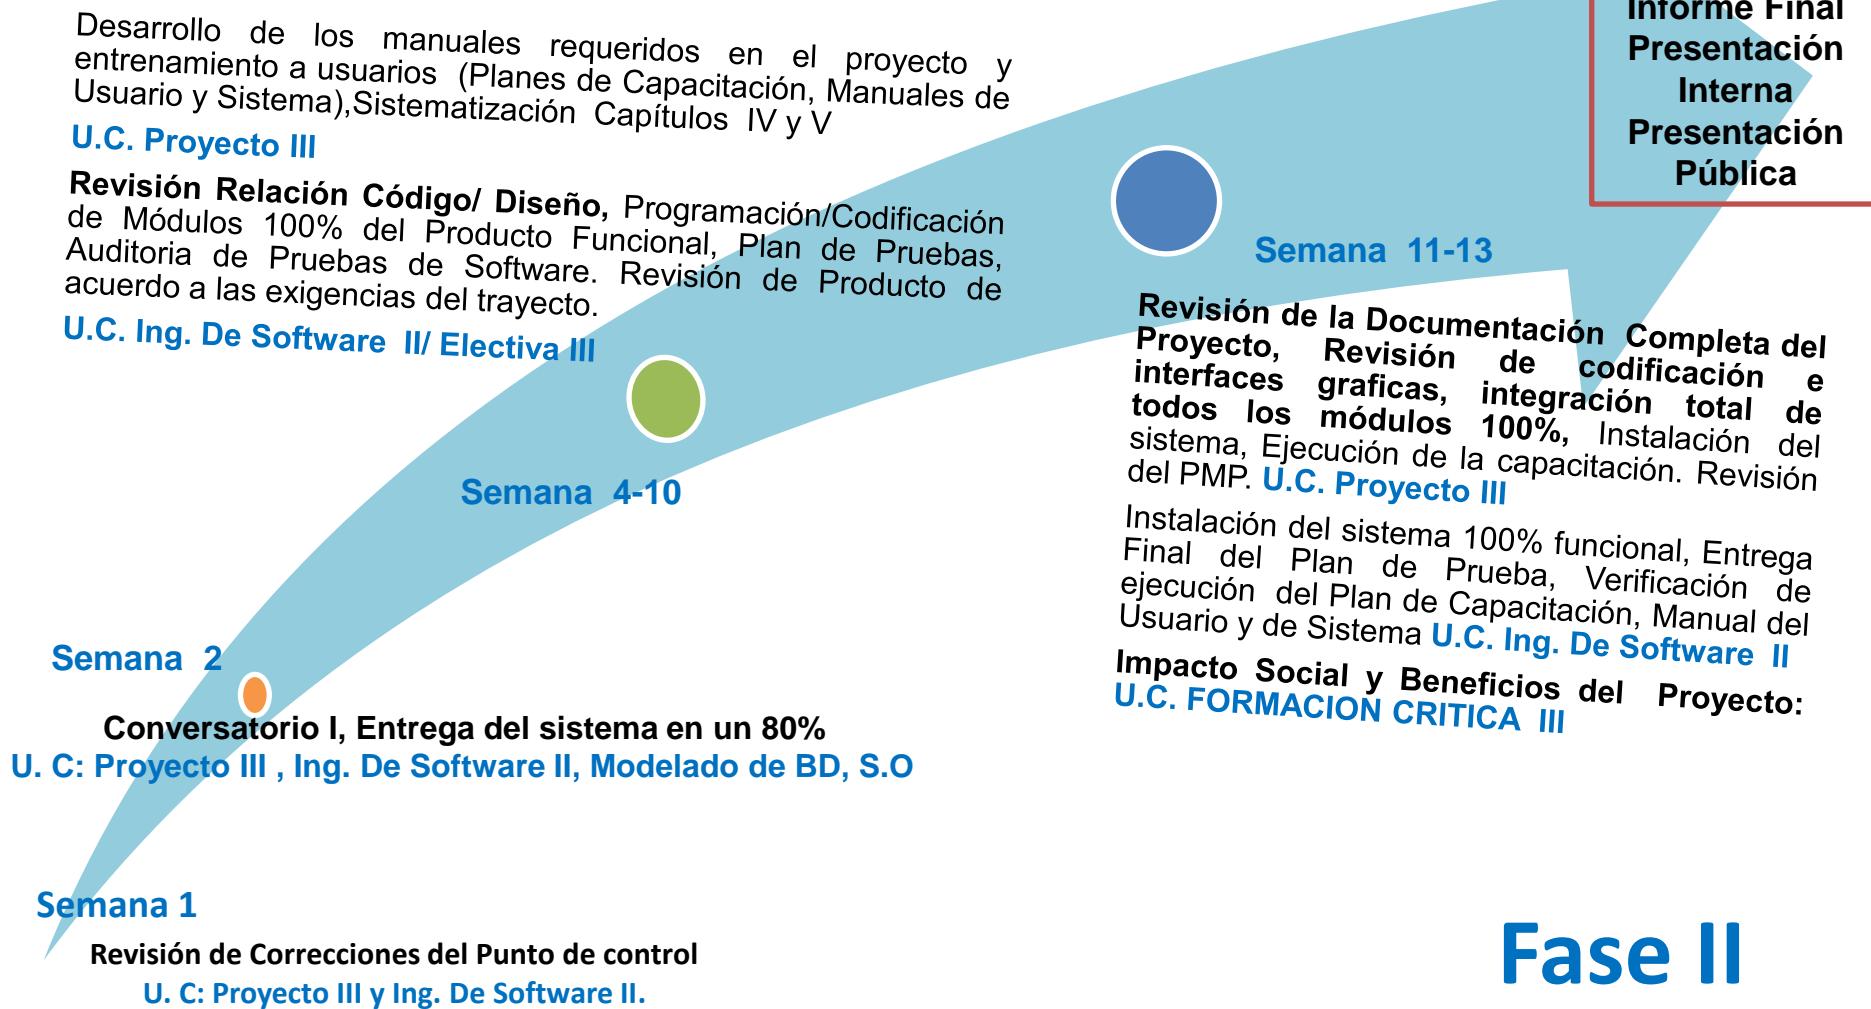 Desarrollo de los manuales requeridos en el proyecto y
entrenamiento a usuarios (Planes de Capacitación, Manuales de
Usuario y Sistema),Sistematización Capítulos IV y V
U.C. Proyecto III
Revisión Relación Código/ Diseño, Programación/Codificación
de Módulos 100% del Producto Funcional, Plan de Pruebas,
Auditoria de Pruebas de Software. Revisión de Producto de
acuerdo a las exigencias del trayecto.
U.C. Ing. De Software II/ Electiva III
Semana 4-10
Informe Final
Presentación
Interna
Presentación
Pública
Semana 11-13
Revisión de la Documentación Completa del
Proyecto, Revisión de codificación e
interfaces graficas, integración total de
todos los módulos 100%, Instalación del
sistema, Ejecución de la capacitación. Revisión
del PMP. U.C. Proyecto III
Instalación del sistema 100% funcional, Entrega
Final del Plan de Prueba, Verificación de
ejecución del Plan de Capacitación, Manual del
Usuario y de Sistema U.C. Ing. De Software II
Impacto Social y Beneficios del Proyecto:
U.C. FORMACION CRITICA III
Semana 2
Conversatorio I, Entrega del sistema en un 80%
U. C: Proyecto III , Ing. De Software II, Modelado de BD, S.O
Semana 1
Revisión de Correcciones del Punto de control
U. C: Proyecto III y Ing. De Software II.
Fase II